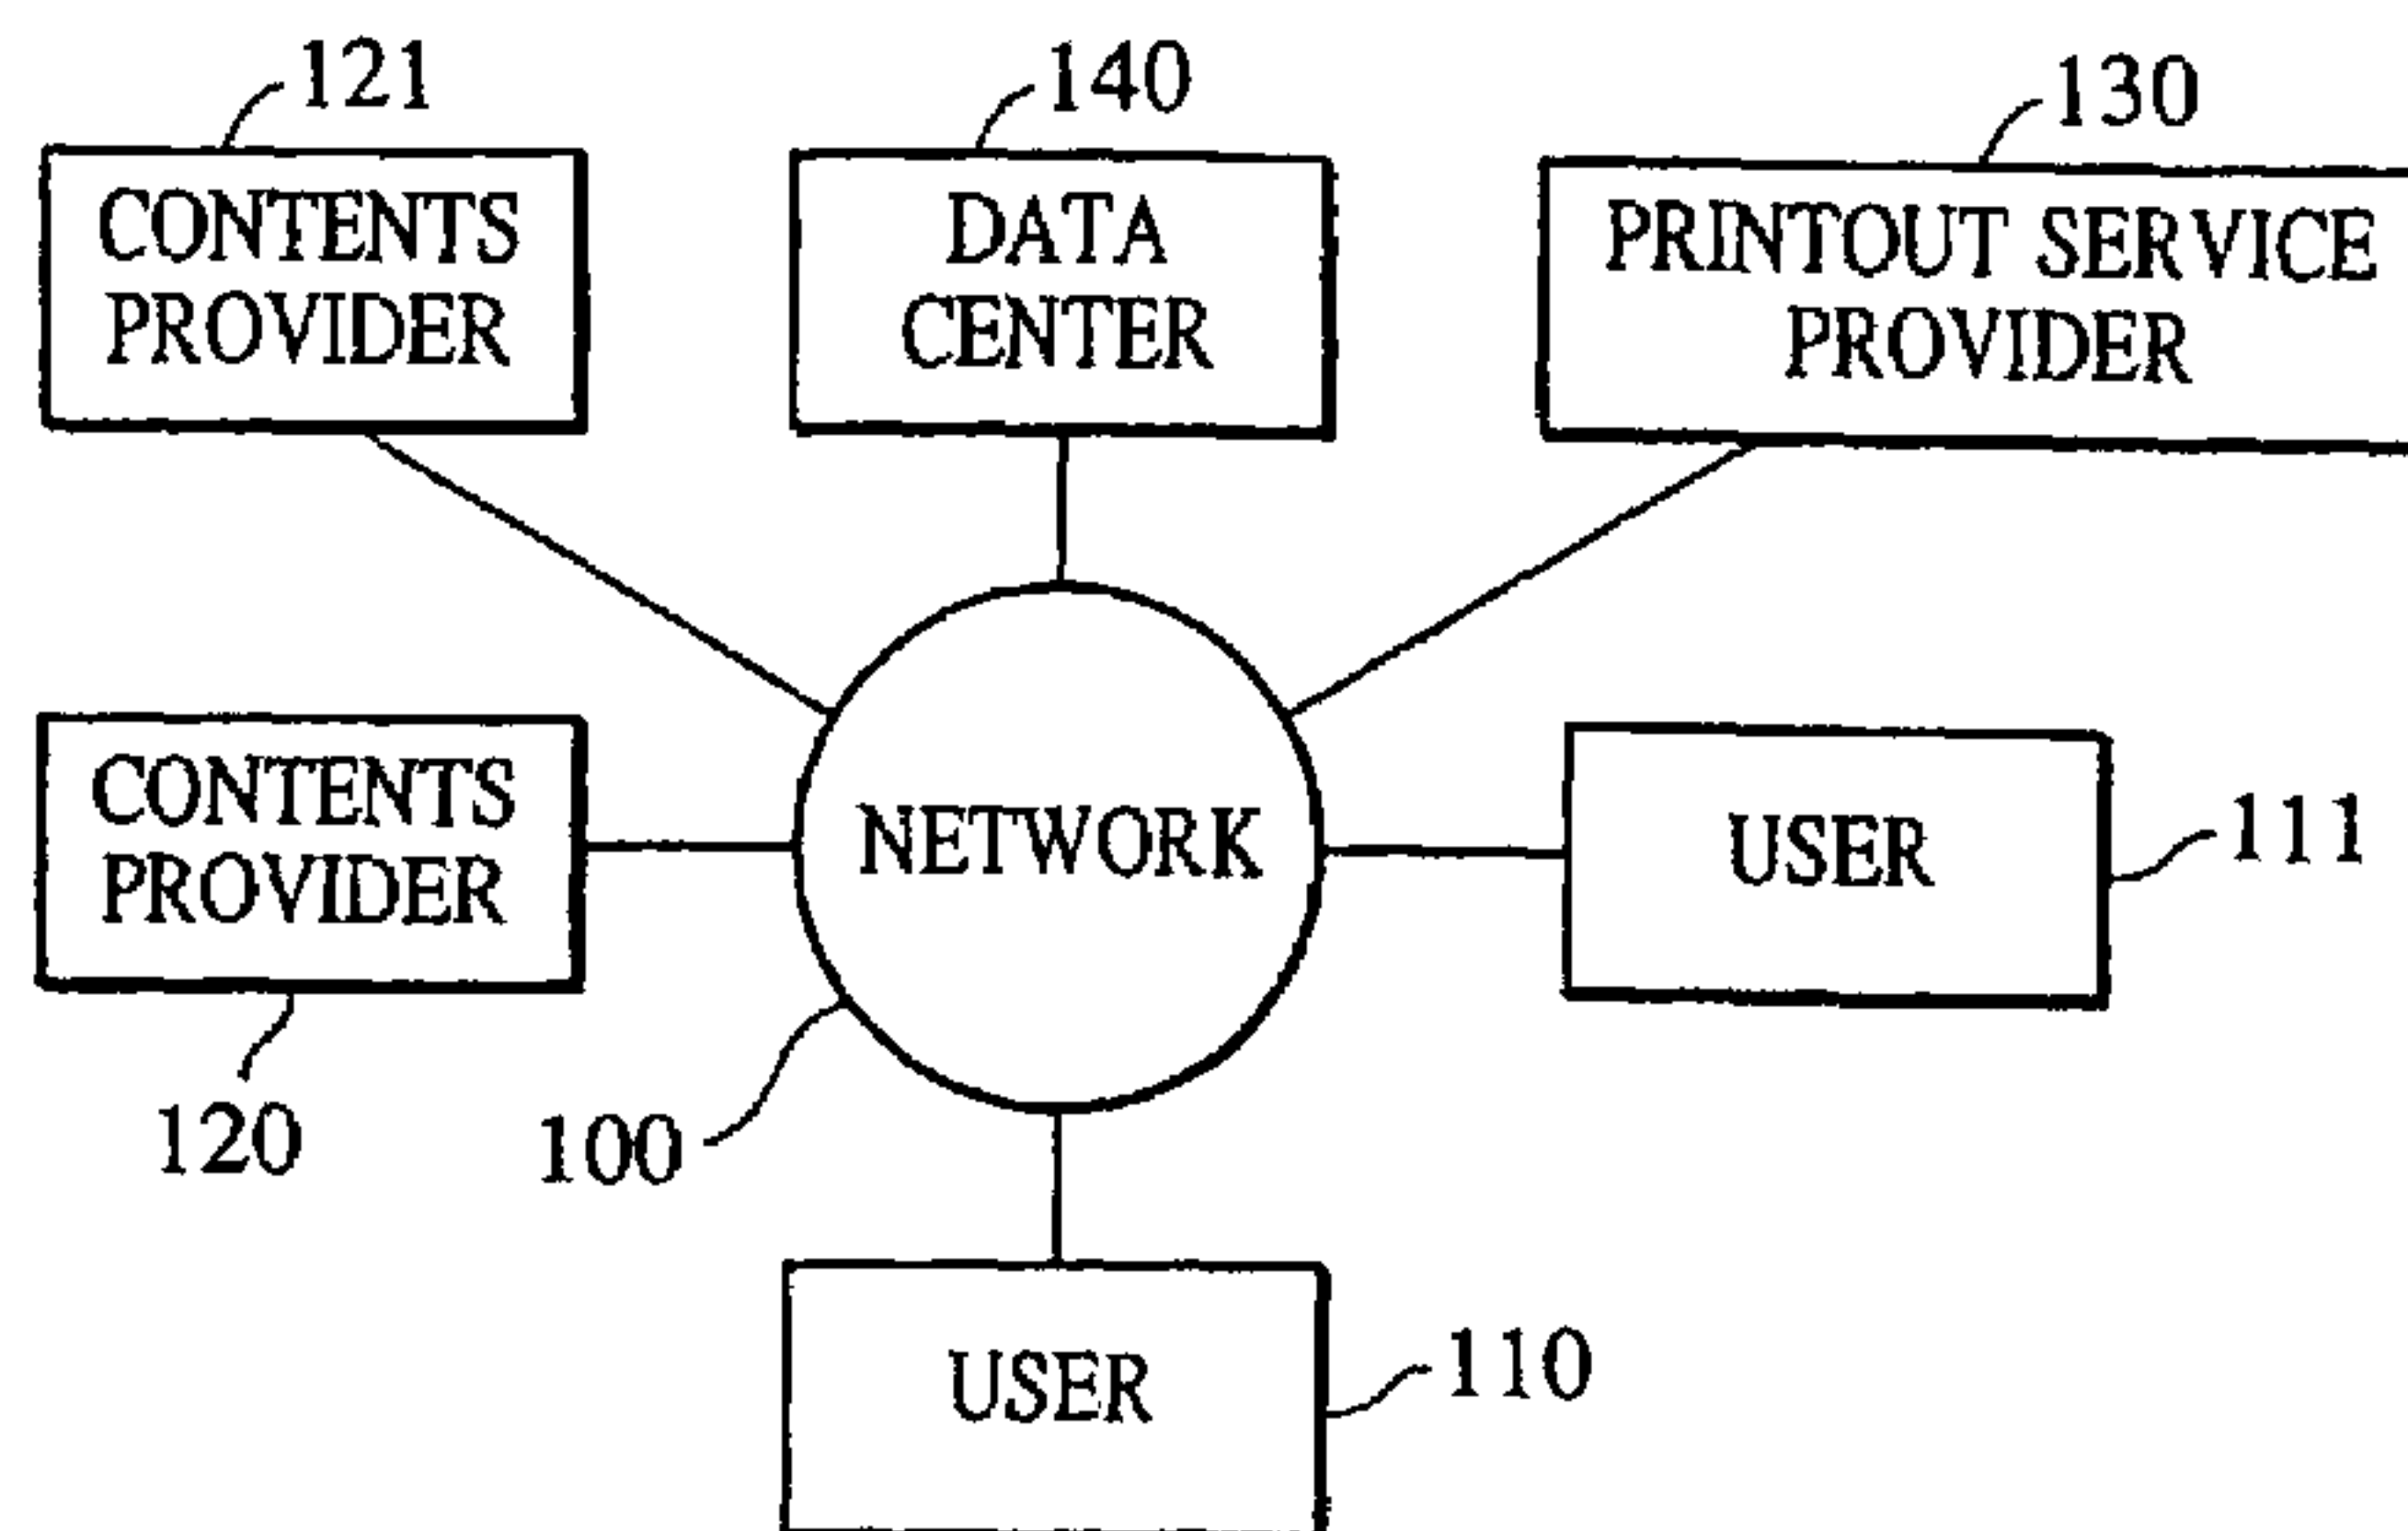 121
140
130
CONTENTS
PROVIDER
DATA
CENTER
PRINTOUT SERVICE
PROVIDER
CONTENTS
PROVIDER
NETWORK
USER
111
120
100
USER
110